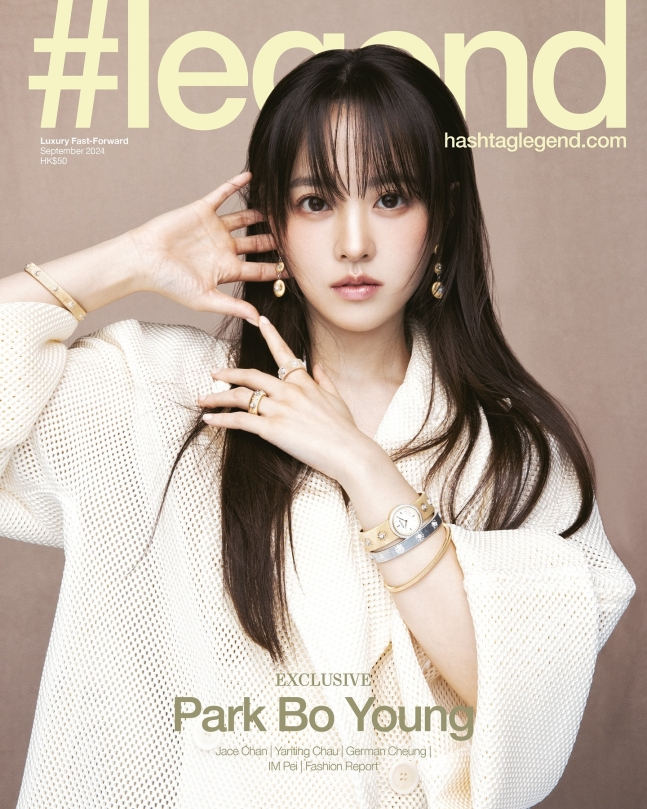 #legend
hashtaglegend.com
Luxury Fast-Forward
September 2024
HK$50
EXCLUSIVE
Park Bo Young
Jace Chan | Yanting Chau | German Cheung |
IM Pei | Fashion Report